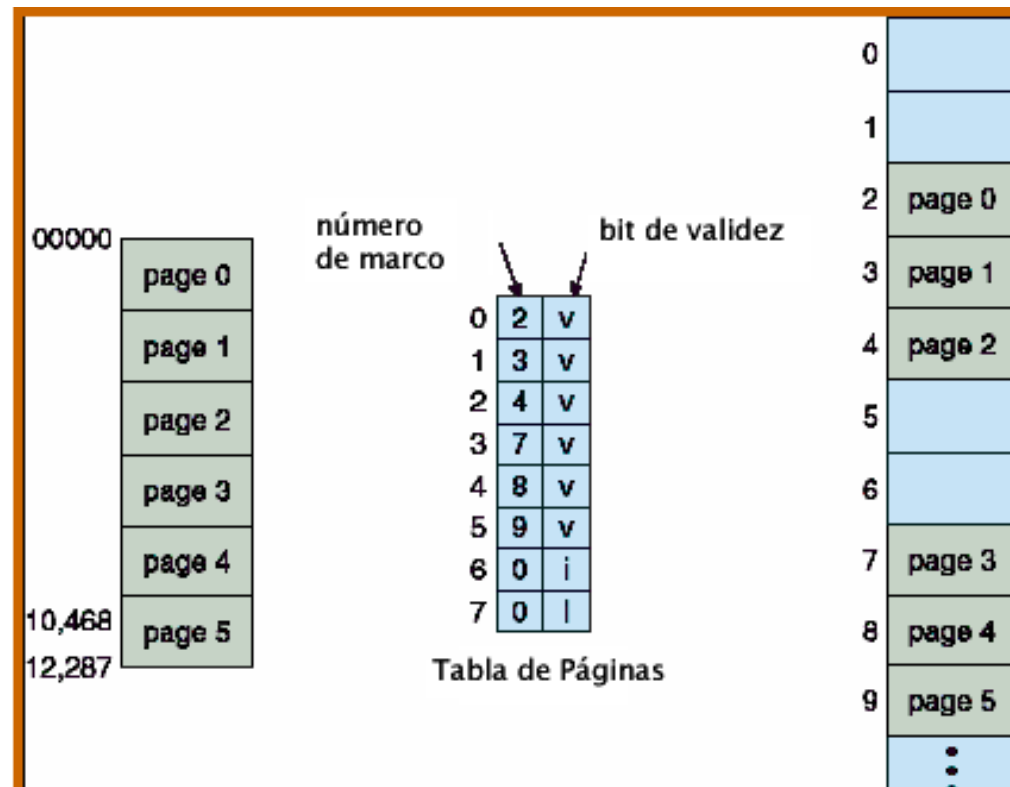 00000
page 0
page 1
page 2
page 3
page 4
10,468
page 5
12,287
número
de marco
bit de validez
0 2 v
1 3 v
2 4 v
3 7 v
4 8 v
5 9 v
6 0 i
7 0 I
Tabla de Páginas
0
1
2 page 0
3 page 1
4 page 2
5
6
7 page 3
8 page 4
9 page 5